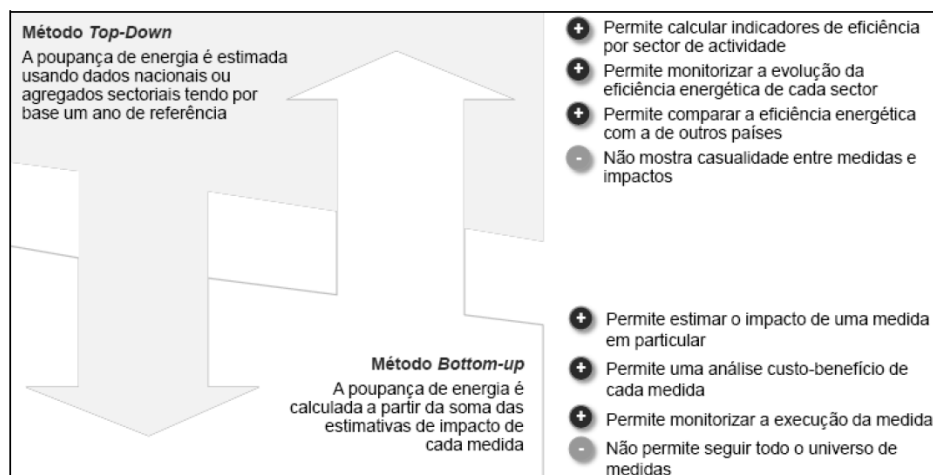 Método Top-Down
A poupança de energia é estimada
usando dados nacionais ou
agregados sectoriais tendo por
base um ano de referência
+ Permite calcular indicadores de eficiência
por sector de actividade
+ Permite monitorizar a evolução da
eficiência energética de cada sector
+ Permite comparar a eficiência energética
com a de outros países
- Não mostra casualidade entre medidas e
impactos
Método Bottom-up
A poupança de energia é
calculada a partir da soma das
estimativas de impacto de
cada medida
+ Permite estimar o impacto de uma medida
em particular
+ Permite uma análise custo-benefício de
cada medida
+ Permite monitorizar a execução da medida
- Não permite seguir todo o universo de
medidas